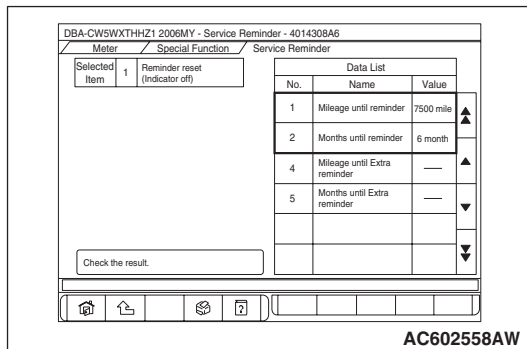 DBA-CW5WXTHHZ1 2006MY - Service Reminder - 4014308A6
Meter Special Function Service Reminder
Selected Item 1 Reminder reset (Indicator off)
Data List
No. Name Value
1 Mileage until reminder 7500 mile
2 Months until reminder 6 month
4 Mileage until Extra reminder —
5 Months until Extra reminder —
Check the result.
?
AC602558AW